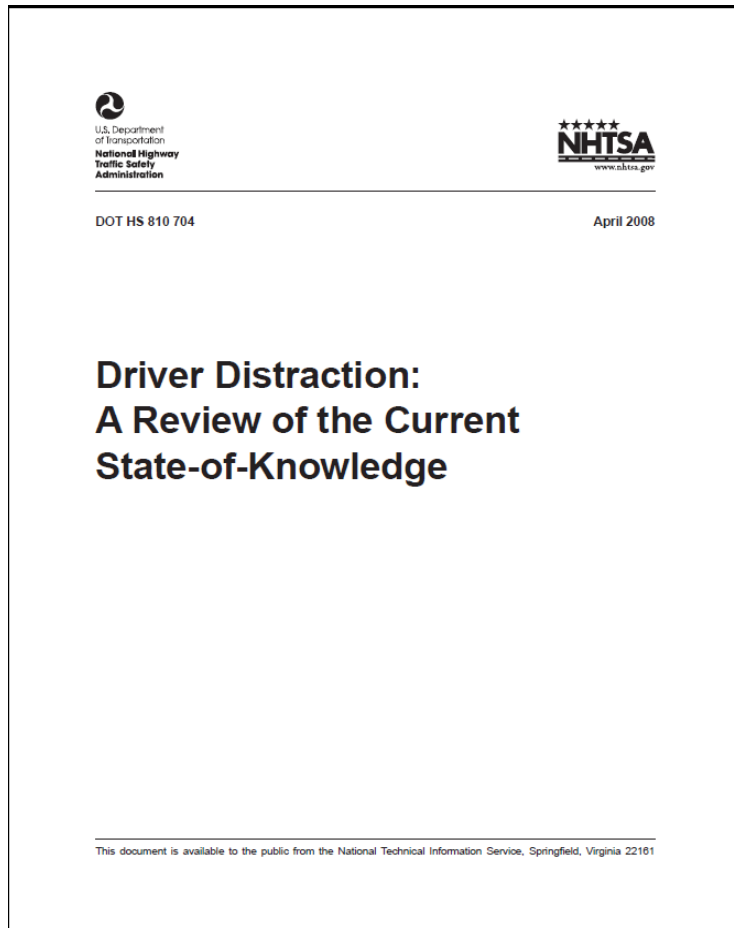 U.S. Department
of Transportation
National Highway
Traffic Safety
Administration
NHTSA
www.nhtsa.gov
DOT HS 810 704
April 2008
Driver Distraction:
A Review of the Current
State-of-Knowledge
This document is available to the public from the National Technical Information Service, Springfield, Virginia 22161